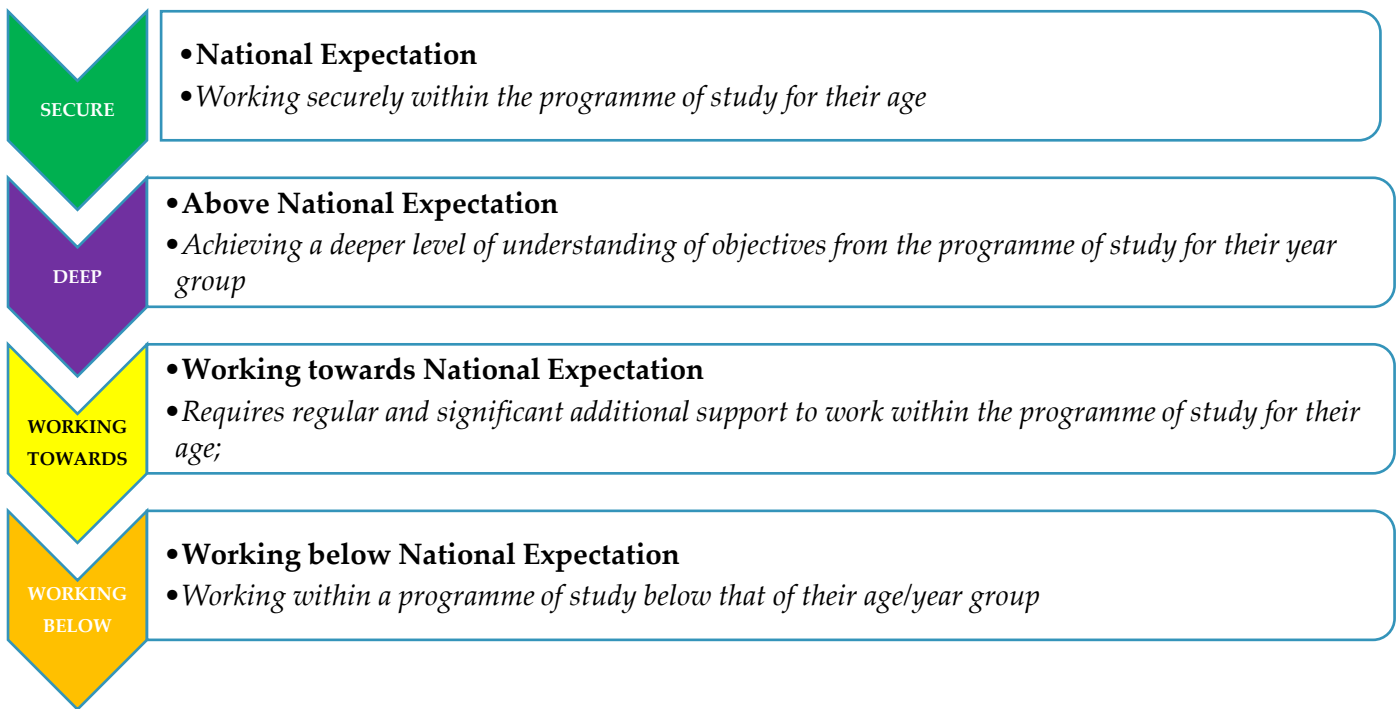 SECURE
•National Expectation
•Working securely within the programme of study for their age
DEEP
•Above National Expectation
•Achieving a deeper level of understanding of objectives from the programme of study for their year
group
WORKING
TOWARDS
•Working towards National Expectation
•Requires regular and significant additional support to work within the programme of study for their
age;
WORKING
BELOW
•Working below National Expectation
•Working within a programme of study below that of their age/year group